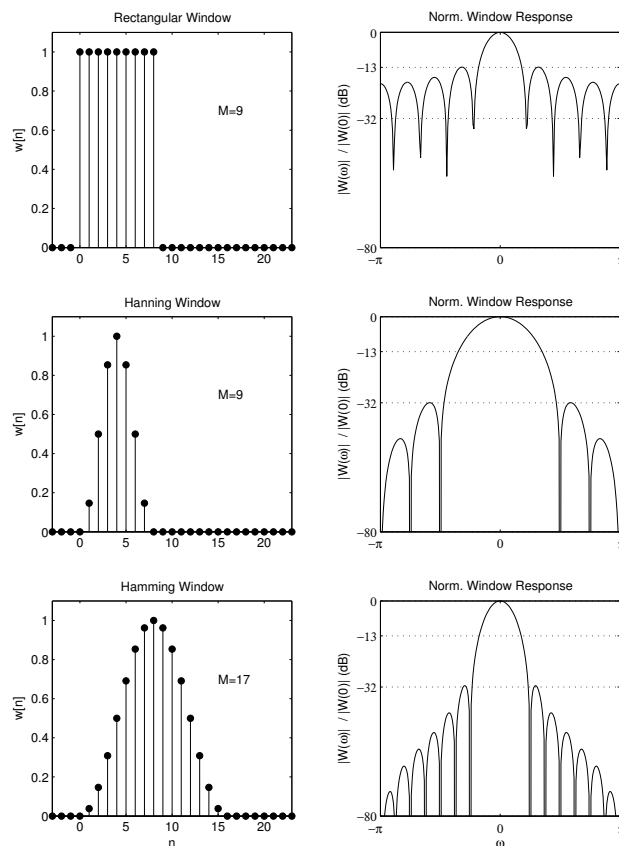 Rectangular Window
1
0.8
0.6
0.4
0.2
0
w[n]
M=9
0 5 10 15 20
Norm. Window Response
0
−13
−32
−80
|W(ω)| / |W(0)| (dB)
−π 0
Hanning Window
1
0.8
0.6
0.4
0.2
0
w[n]
M=9
0 5 10 15 20
Norm. Window Response
0
−13
−32
−80
|W(ω)| / |W(0)| (dB)
−π 0
Hamming Window
1
0.8
0.6
0.4
0.2
0
w[n]
M=17
0 5 10 15 20
n
Norm. Window Response
0
−13
−32
−80
|W(ω)| / |W(0)| (dB)
−π 0
ω